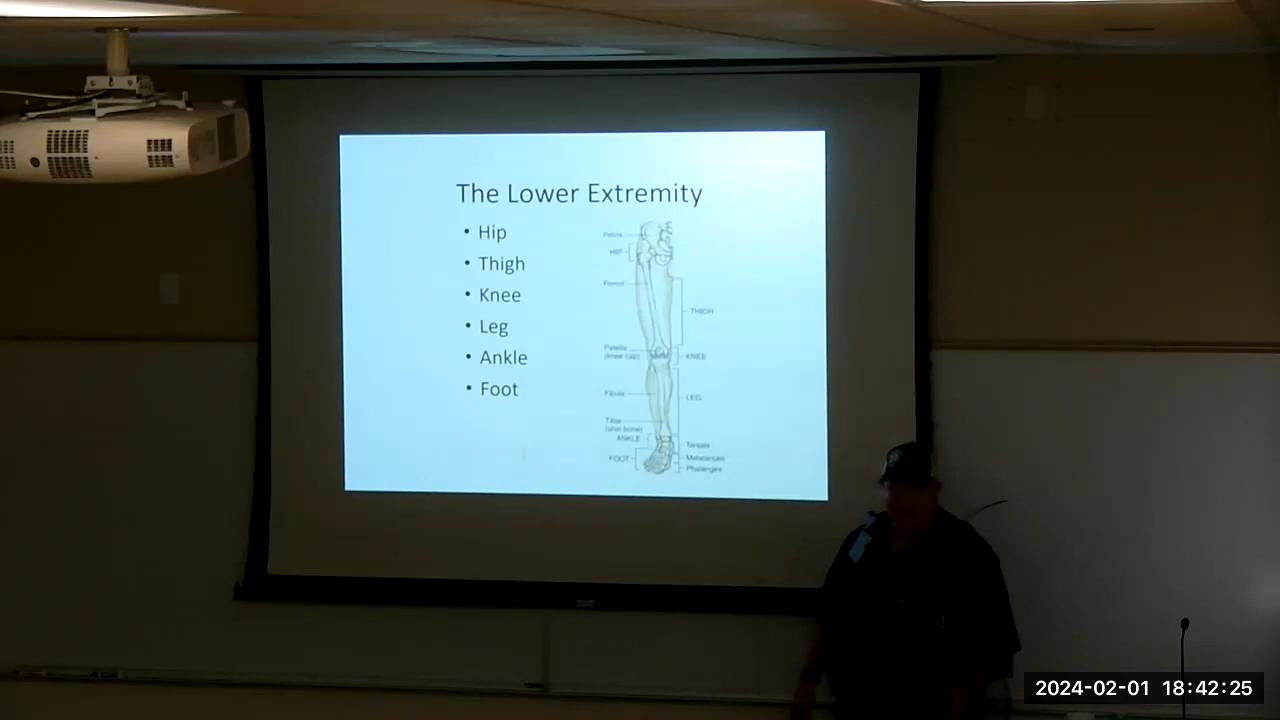 The Lower Extremity
• Hip
• Thigh
• Knee
• Leg
• Ankle
• Foot
Pelvis
HIP
Femur
THIGH
Patella
(knee cap)
KNEE
Fibula
LEG
Tibia
(shin bone)
ANKLE
Tarsals
FOOT
Metatarsals
Phalanges
2024-02-01 18:42:25